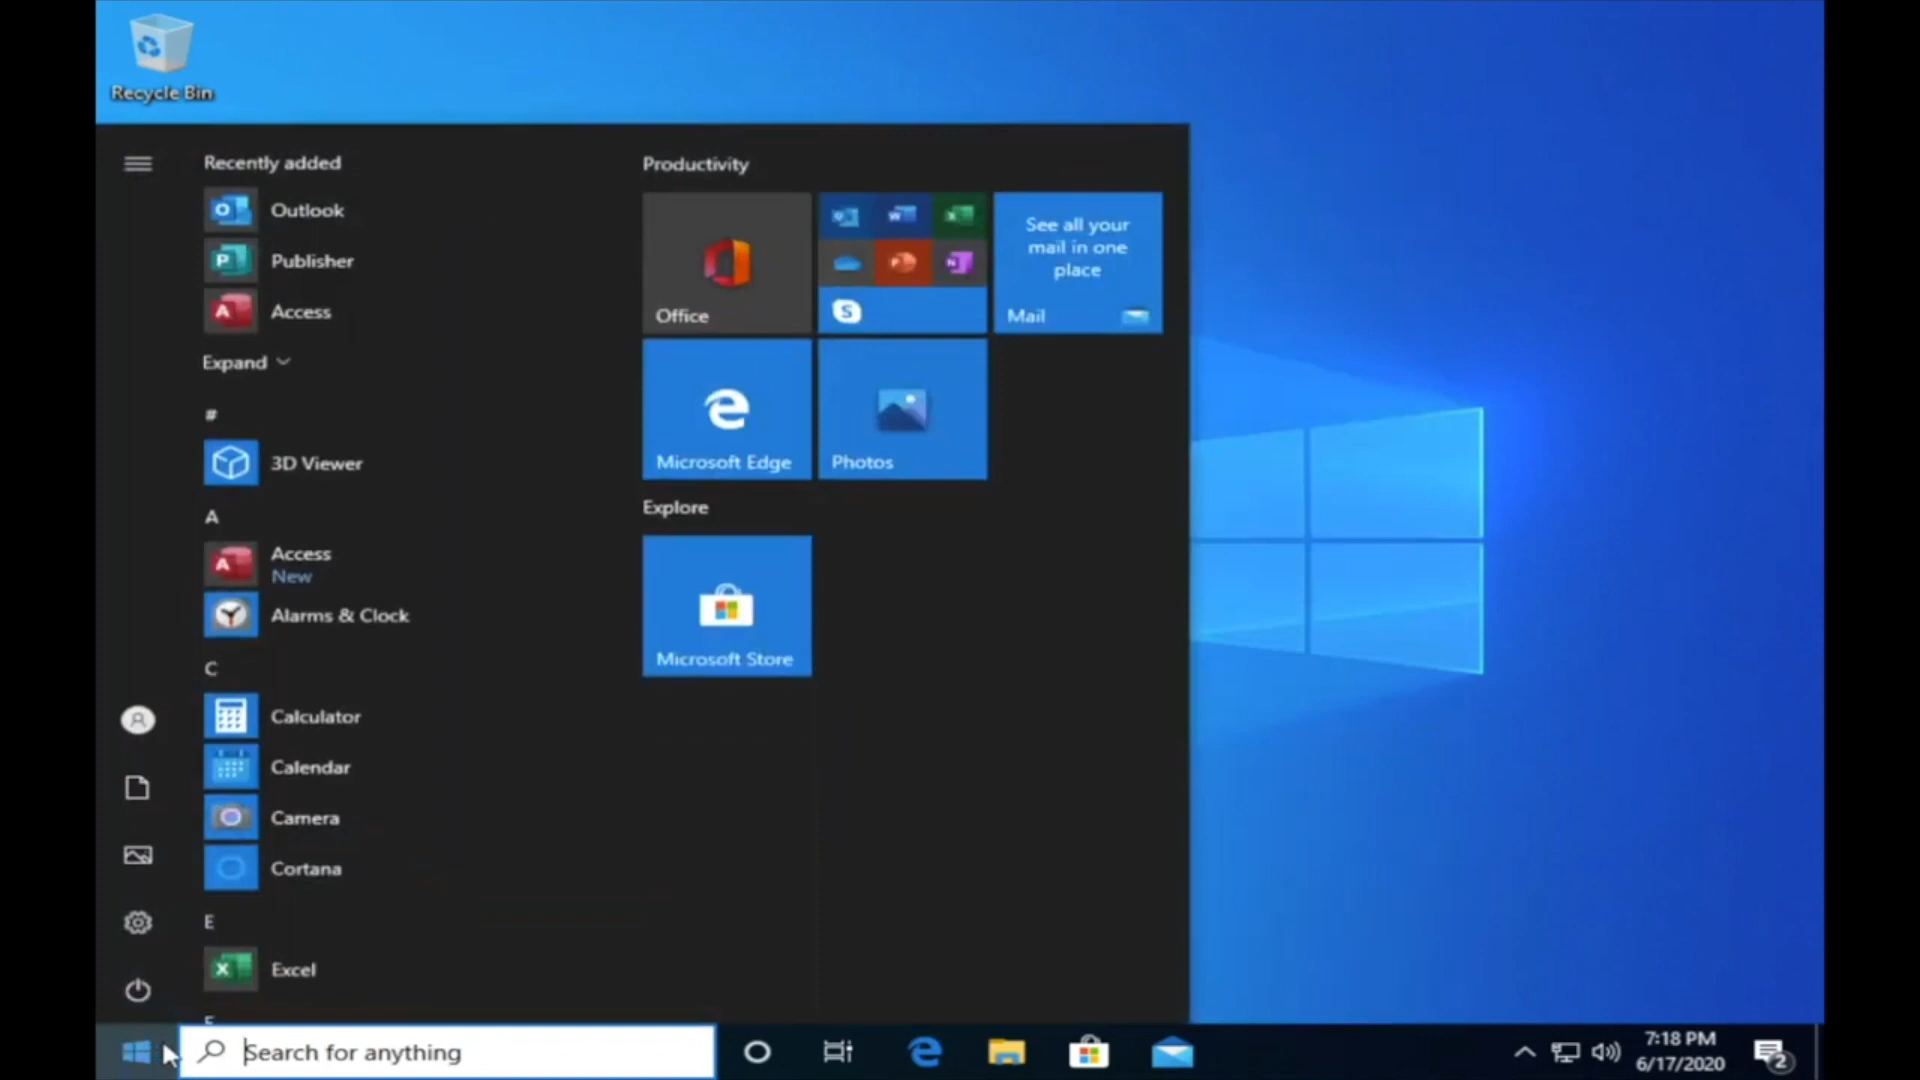 Recycle Bin
Recently added
Outlook
Publisher
Access
Expand
#
3D Viewer
A
Access
New
Alarms & Clock
C
Calculator
Calendar
Camera
Cortana
E
Excel
Productivity
Office
See all your
mail in one
place
Mail
Microsoft Edge
Photos
Explore
Microsoft Store
Search for anything
7:18 PM
6/17/2020
2